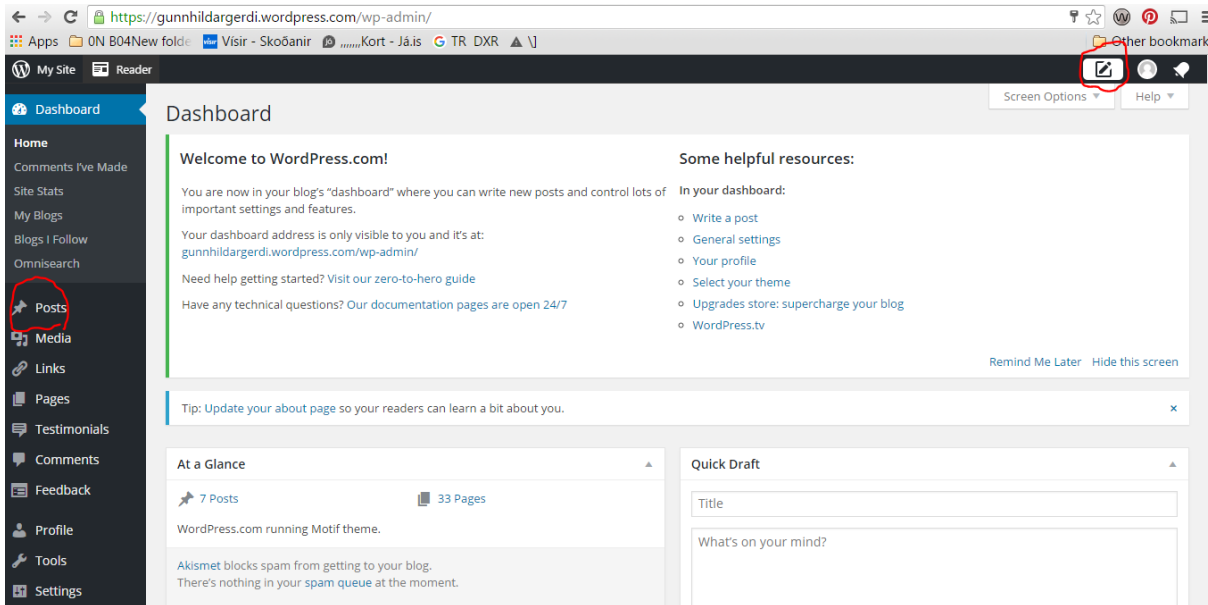 https://gunnhildargerdi.wordpress.com/wp-admin/
Apps 0N B04New folde Vísir - Skoðanir ,,,,,,Kort - Já.is TR DXR \] Other bookmark
My Site Reader
Screen Options Help
Dashboard
Home
Comments I've Made
Site Stats
My Blogs
Blogs I Follow
Omnisearch
Posts
Media
Links
Pages
Testimonials
Comments
Feedback
Profile
Tools
Settings
Dashboard
Welcome to WordPress.com!
You are now in your blog's “dashboard” where you can write new posts and control lots of
important settings and features.
Your dashboard address is only visible to you and it's at:
gunnhildargerdi.wordpress.com/wp-admin/
Need help getting started? Visit our zero-to-hero guide
Have any technical questions? Our documentation pages are open 24/7
Some helpful resources:
In your dashboard:
Write a post
General settings
Your profile
Select your theme
Upgrades store: supercharge your blog
WordPress.tv
Remind Me Later Hide this screen
Tip: Update your about page so your readers can learn a bit about you. ×
At a Glance
7 Posts 33 Pages
WordPress.com running Motif theme.
Akismet blocks spam from getting to your blog.
There's nothing in your spam queue at the moment.
Quick Draft
Title
What's on your mind?